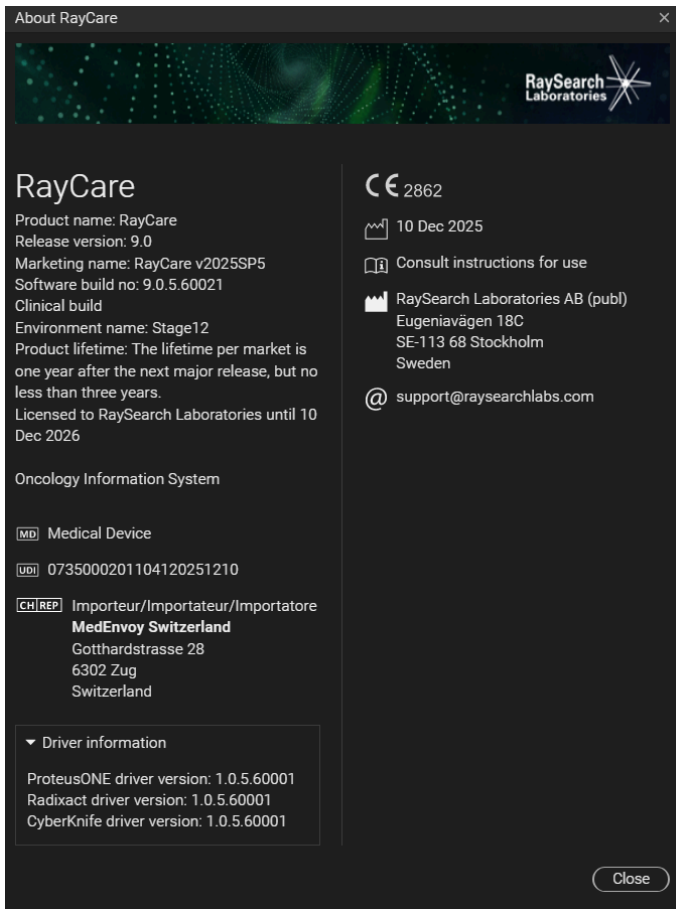 About RayCare
RaySearch
Laboratories
RayCare
Product name: RayCare
Release version: 9.0
Marketing name: RayCare v2025SP5
Software build no: 9.0.5.60021
Clinical build
Environment name: Stage12
Product lifetime: The lifetime per market is
one year after the next major release, but no
less than three years.
Licensed to RaySearch Laboratories until 10
Dec 2026
Oncology Information System
MD Medical Device
UDI 0735000201104120251210
CH REP Importeur/Importateur/Importatore
MedEnvoy Switzerland
Gotthardstrasse 28
6302 Zug
Switzerland
Driver information
ProteusONE driver version: 1.0.5.60001
Radixact driver version: 1.0.5.60001
CyberKnife driver version: 1.0.5.60001
CE 2862
10 Dec 2025
Consult instructions for use
RaySearch Laboratories AB (publ)
Eugeniavägen 18C
SE-113 68 Stockholm
Sweden
@ support@raysearchlabs.com
Close